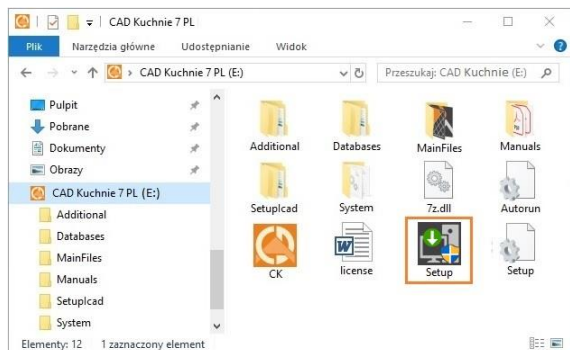 CAD Kuchnie 7 PL
Plik Narzędzia główne Udostępnianie Widok
CAD Kuchnie 7 PL (E:) Przeszukaj: CAD Kuchnie (E:)
Pulpit
Pobrane
Dokumenty
Obrazy
CAD Kuchnie 7 PL (E:)
Additional
Databases
MainFiles
Manuals
SetupIcad
System
Additional Databases MainFiles Manuals
SetupIcad System 7z.dll Autorun
CK license Setup Setup
Elementy: 12 1 zaznaczony element